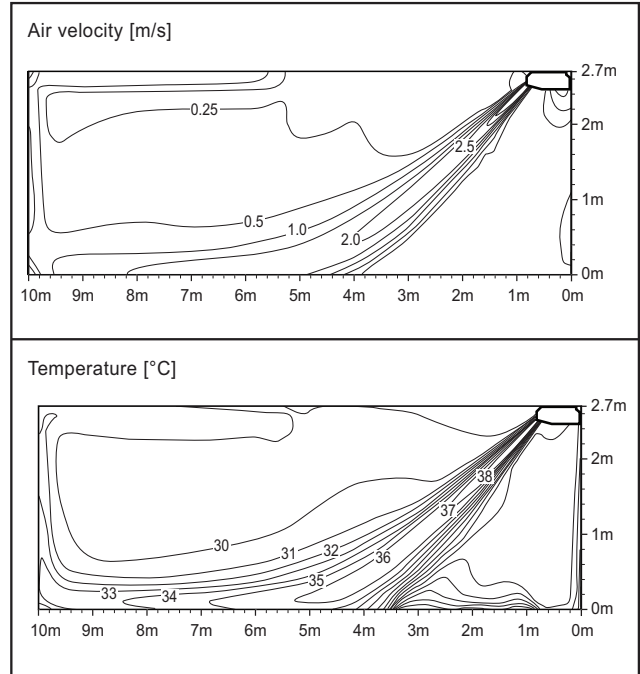 Air velocity [m/s]
2.7m
0.25
2m
2.5
1m
0.5
1.0
2.0
0m
10m 9m 8m 7m 6m 5m 4m 3m 2m 1m 0m
Temperature [°C]
2.7m
2m
38
37
1m
30
31
32
36
35
33
34
0m
10m 9m 8m 7m 6m 5m 4m 3m 2m 1m 0m